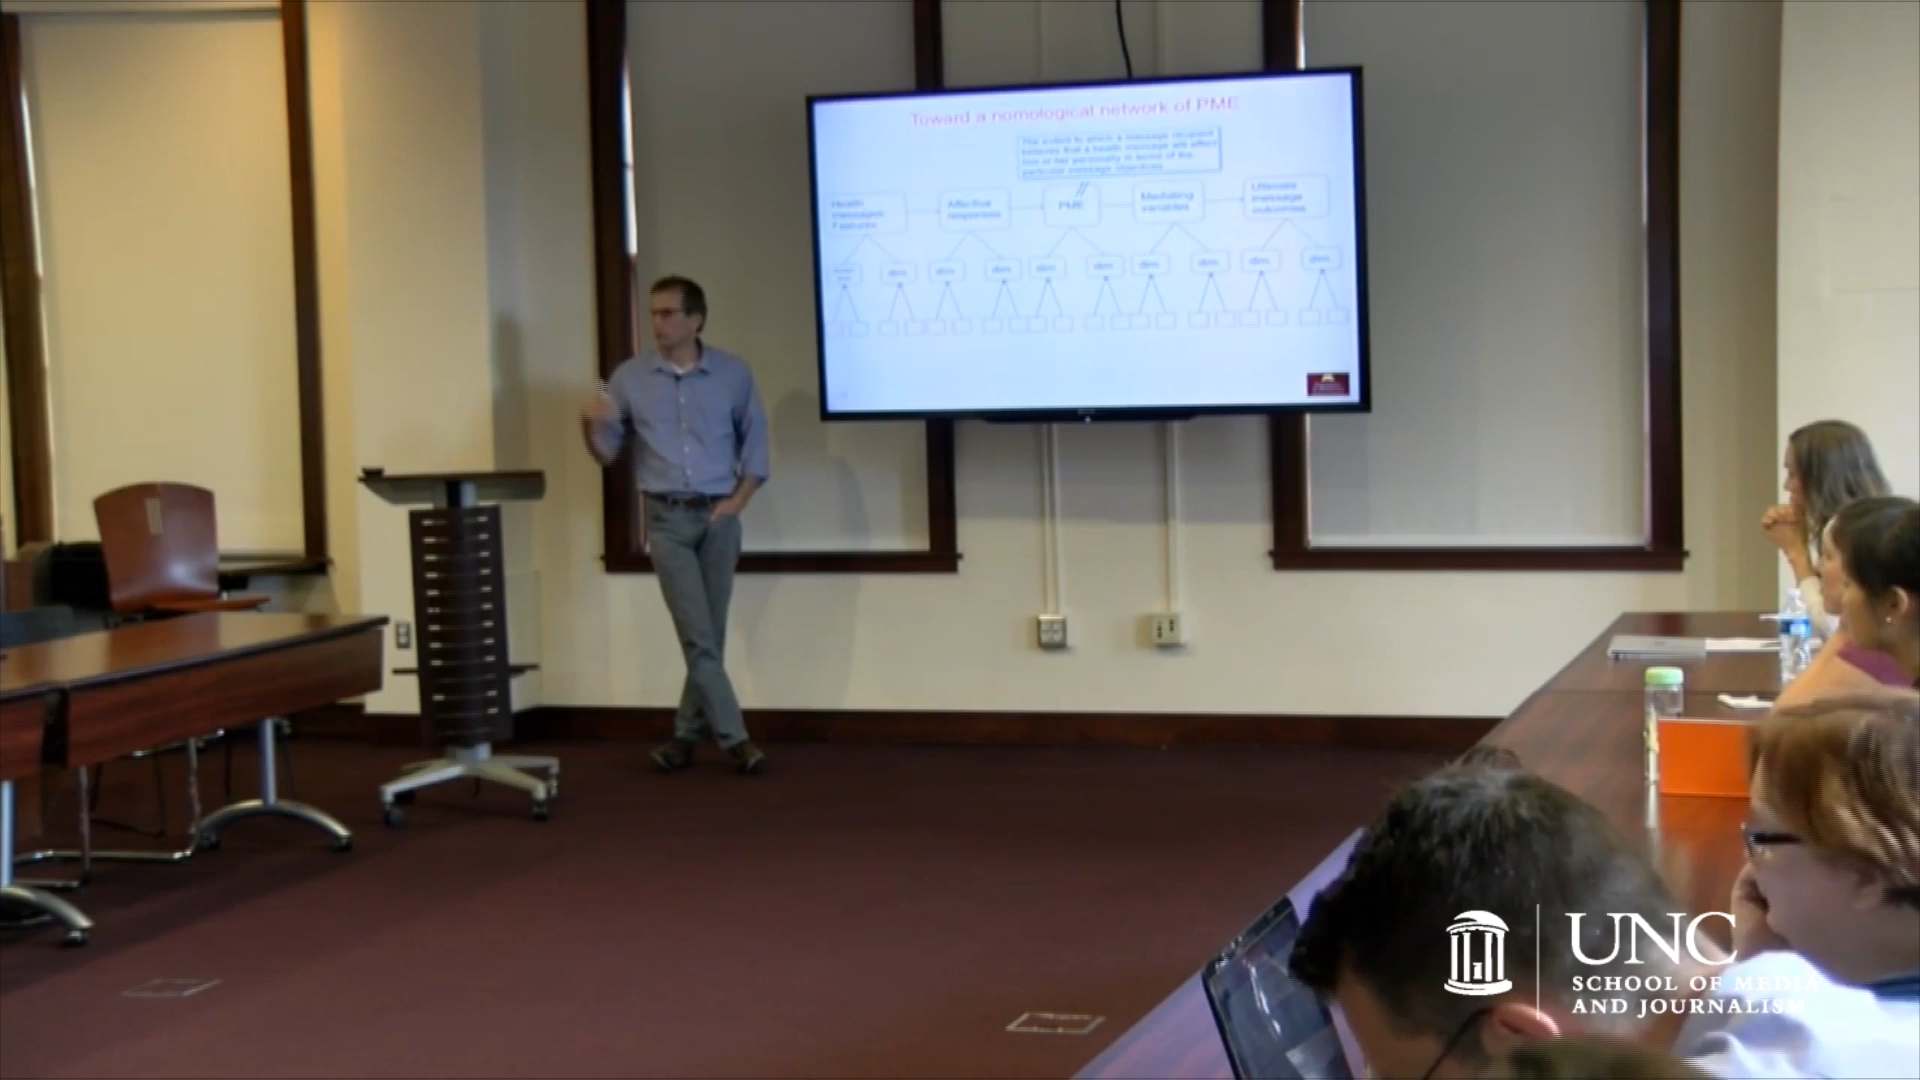 Toward a nomological network of PME
The extent to which a message recipient
believes that a health message will affect
him or her personally in terms of the
particular message objectives
Health
messages:
Features
Affective
responses
PME
Mediating
variables
Ultimate
message
outcomes
dim.
dim.
dim.
dim.
dim.
dim.
dim.
dim.
dim.
UNC
SCHOOL OF MEDIA
AND JOURNALISM